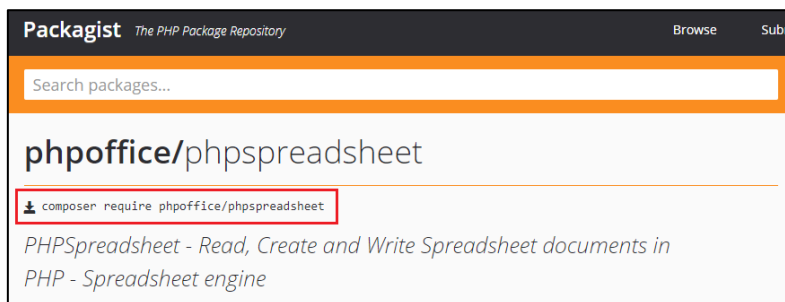 Packagist The PHP Package Repository Browse
Search packages...
phpoffice/phpspreadsheet
composer require phpoffice/phpspreadsheet
PHPSpreadsheet - Read, Create and Write Spreadsheet documents in
PHP - Spreadsheet engine